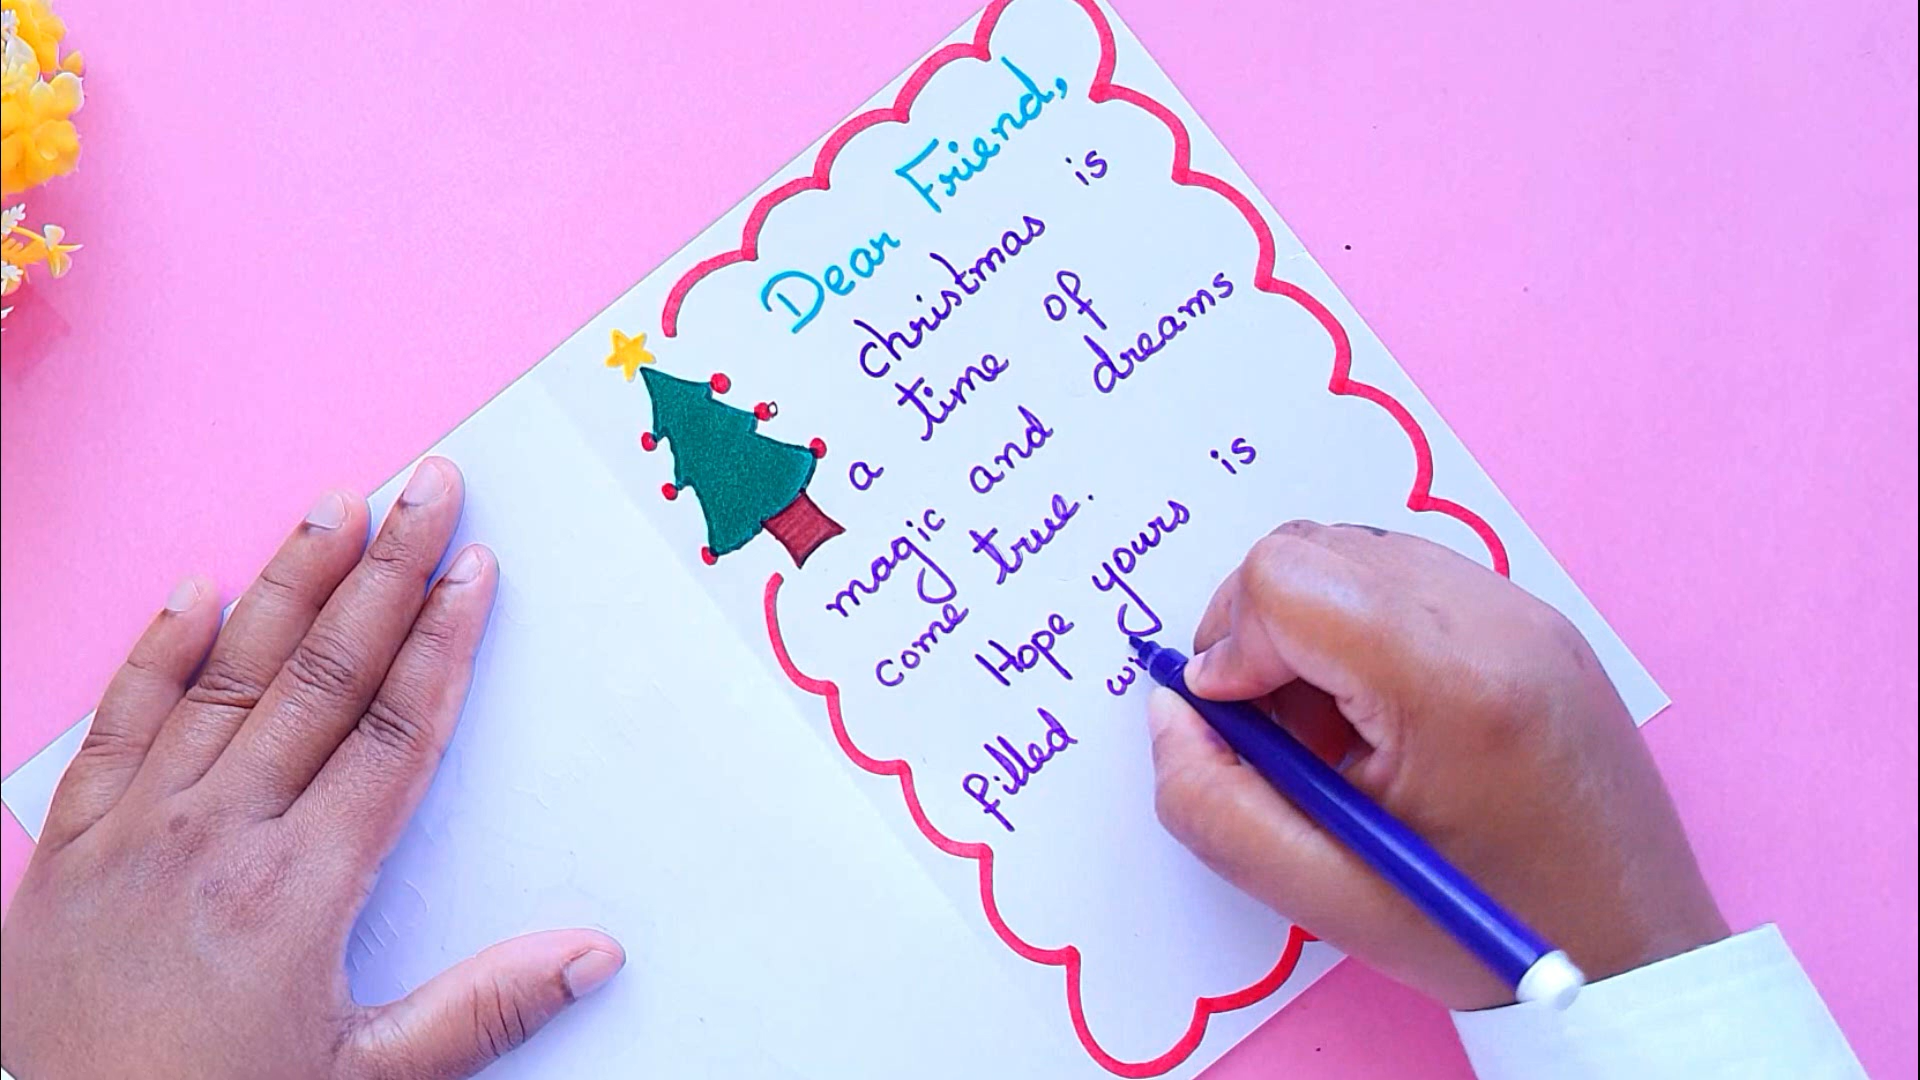 Dear Friend,
christmas is
a time of
magic and dreams
come true.
Hope yours is
filled